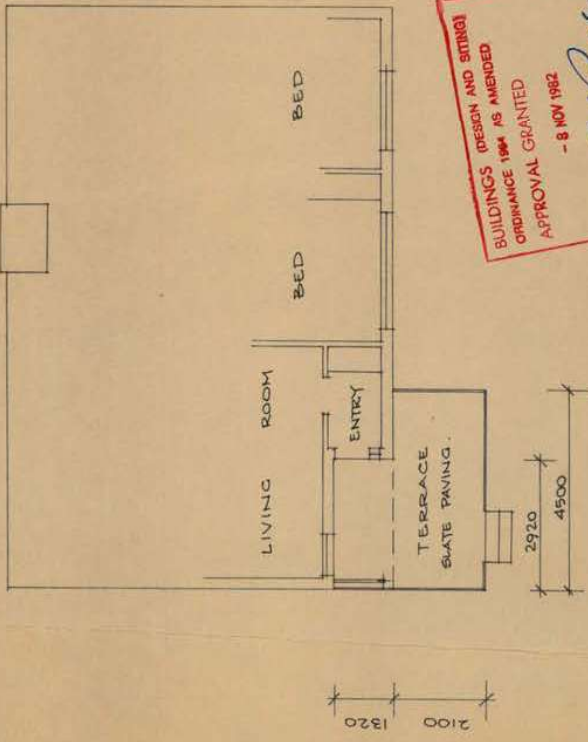 BED
BED
LIVING ROOM
ENTRY
TERRACE
SLATE PAVING.
2920
4500
1320
2100
BUILDINGS (DESIGN AND SITING)
ORDINANCE 1964 AS AMENDED
APPROVAL GRANTED
- 8 NOV 1982